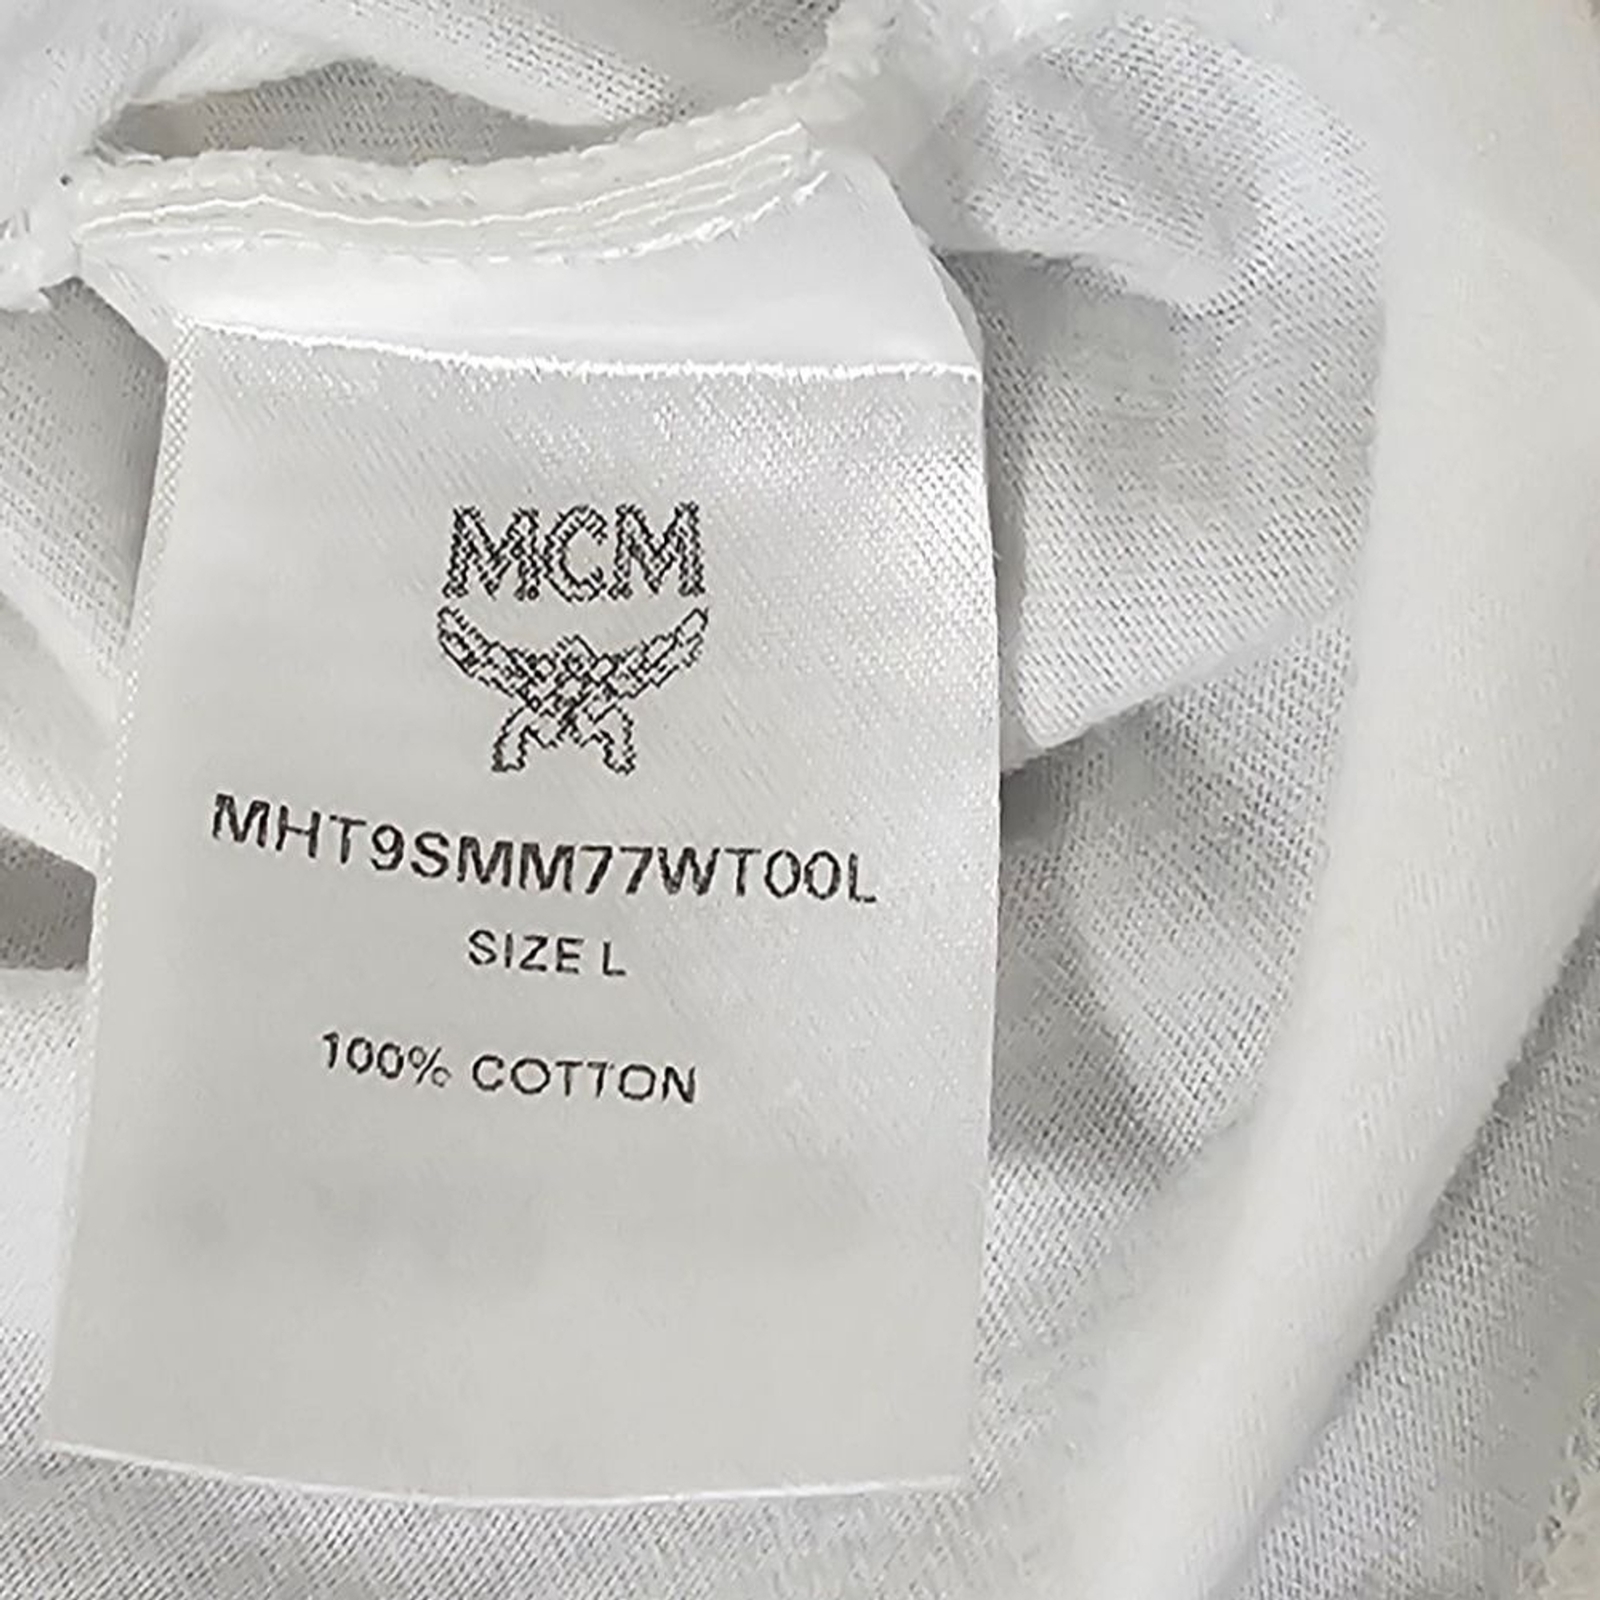 MCM
MHT9SMM77WT00L
SIZE L
100% COTTON